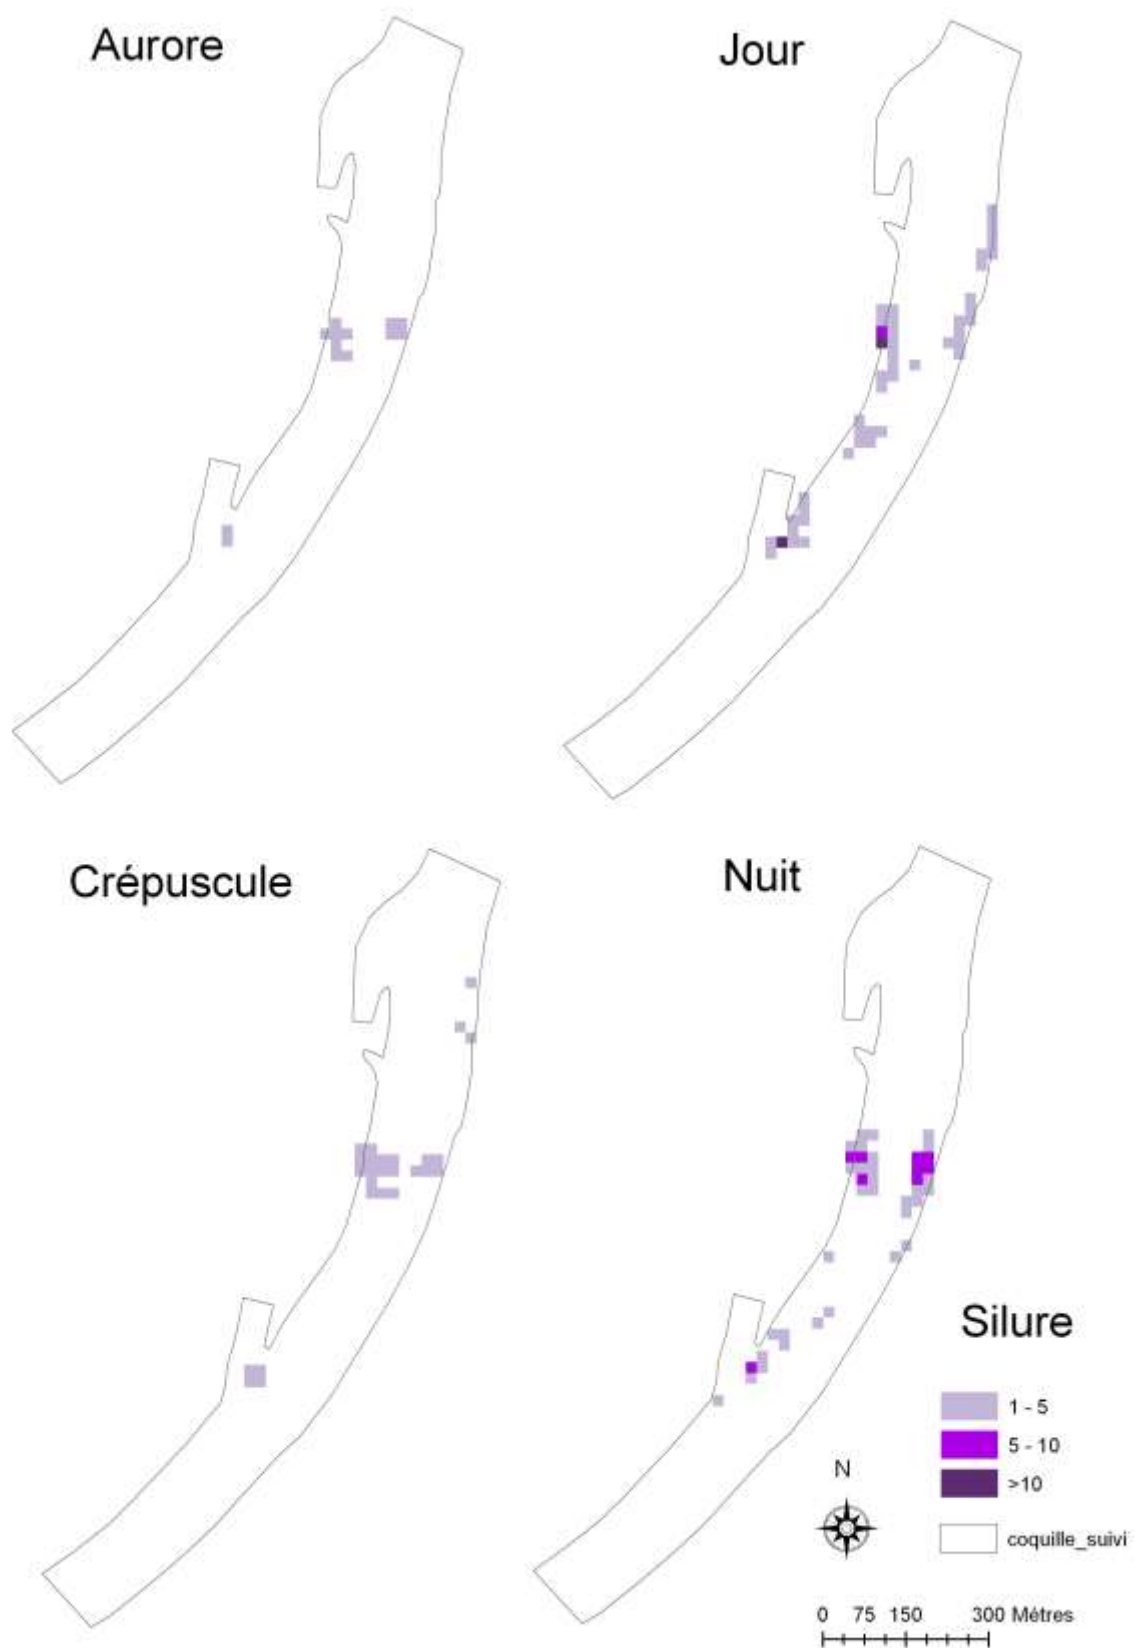 Aurore
Jour
Crépuscule
Nuit
Silure
1 - 5
5 - 10
>10
coquille_suivi
N
0 75 150 300 Métres